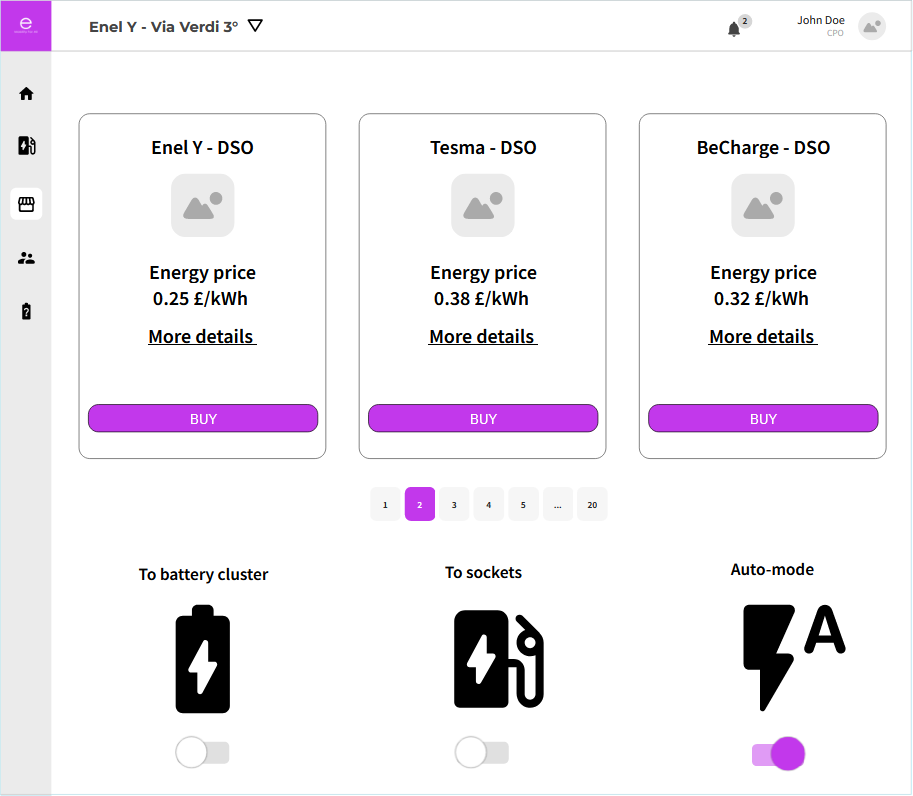 e
Enel Y - Via Verdi 3°
2
John Doe
CPO
Enel Y - DSO
Energy price
0.25 £/kWh
More details
BUY
Tesma - DSO
Energy price
0.38 £/kWh
More details
BUY
BeCharge - DSO
Energy price
0.32 £/kWh
More details
BUY
1 2 3 4 5 ... 20
To battery cluster
To sockets
Auto-mode
A
?